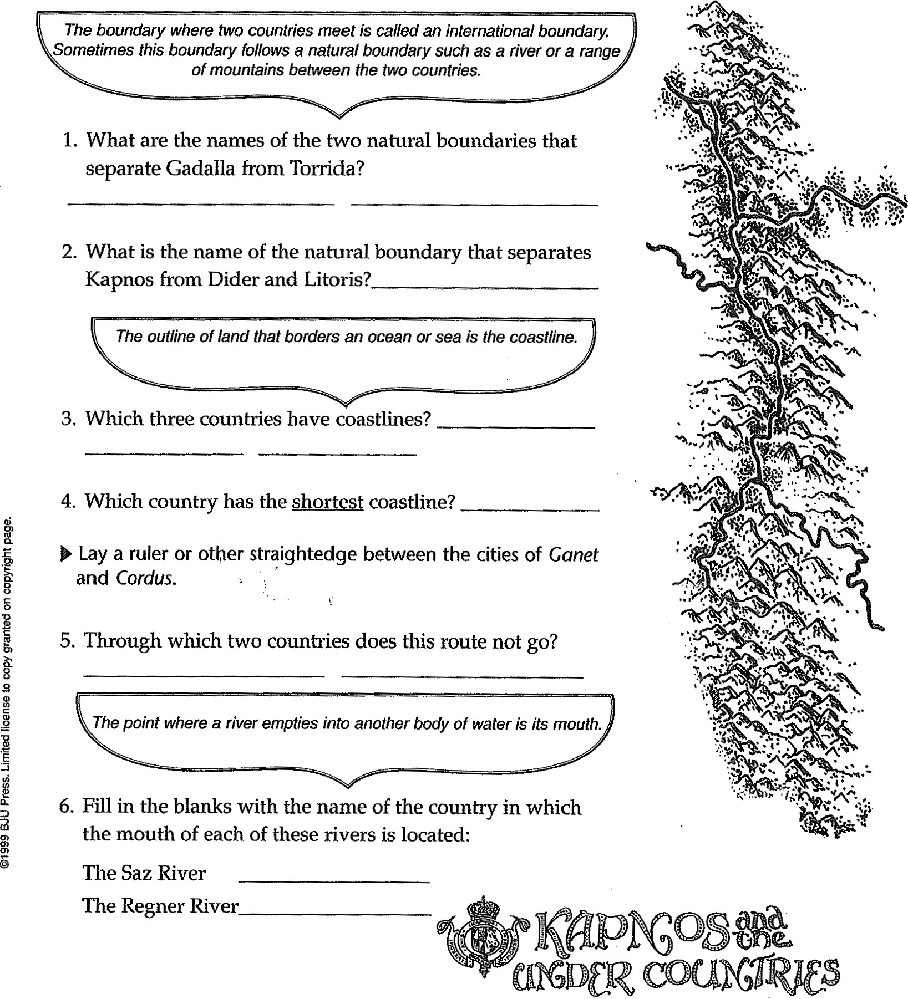 The boundary where two countries meet is called an international boundary.
Sometimes this boundary follows a natural boundary such as a river or a range
of mountains between the two countries.
1. What are the names of the two natural boundaries that
separate Gadalla from Torrida?
2. What is the name of the natural boundary that separates
Kapnos from Dider and Litoris?
The outline of land that borders an ocean or sea is the coastline.
3. Which three countries have coastlines?
4. Which country has the shortest coastline?
Lay a ruler or other straightedge between the cities of Ganet
and Cordus.
5. Through which two countries does this route not go?
The point where a river empties into another body of water is its mouth.
6. Fill in the blanks with the name of the country in which
the mouth of each of these rivers is located:
The Saz River
The Regner River
©1999 BJU Press. Limited license to copy granted on copyright page.
KAPNOS and the
UNDER COUNTRIES